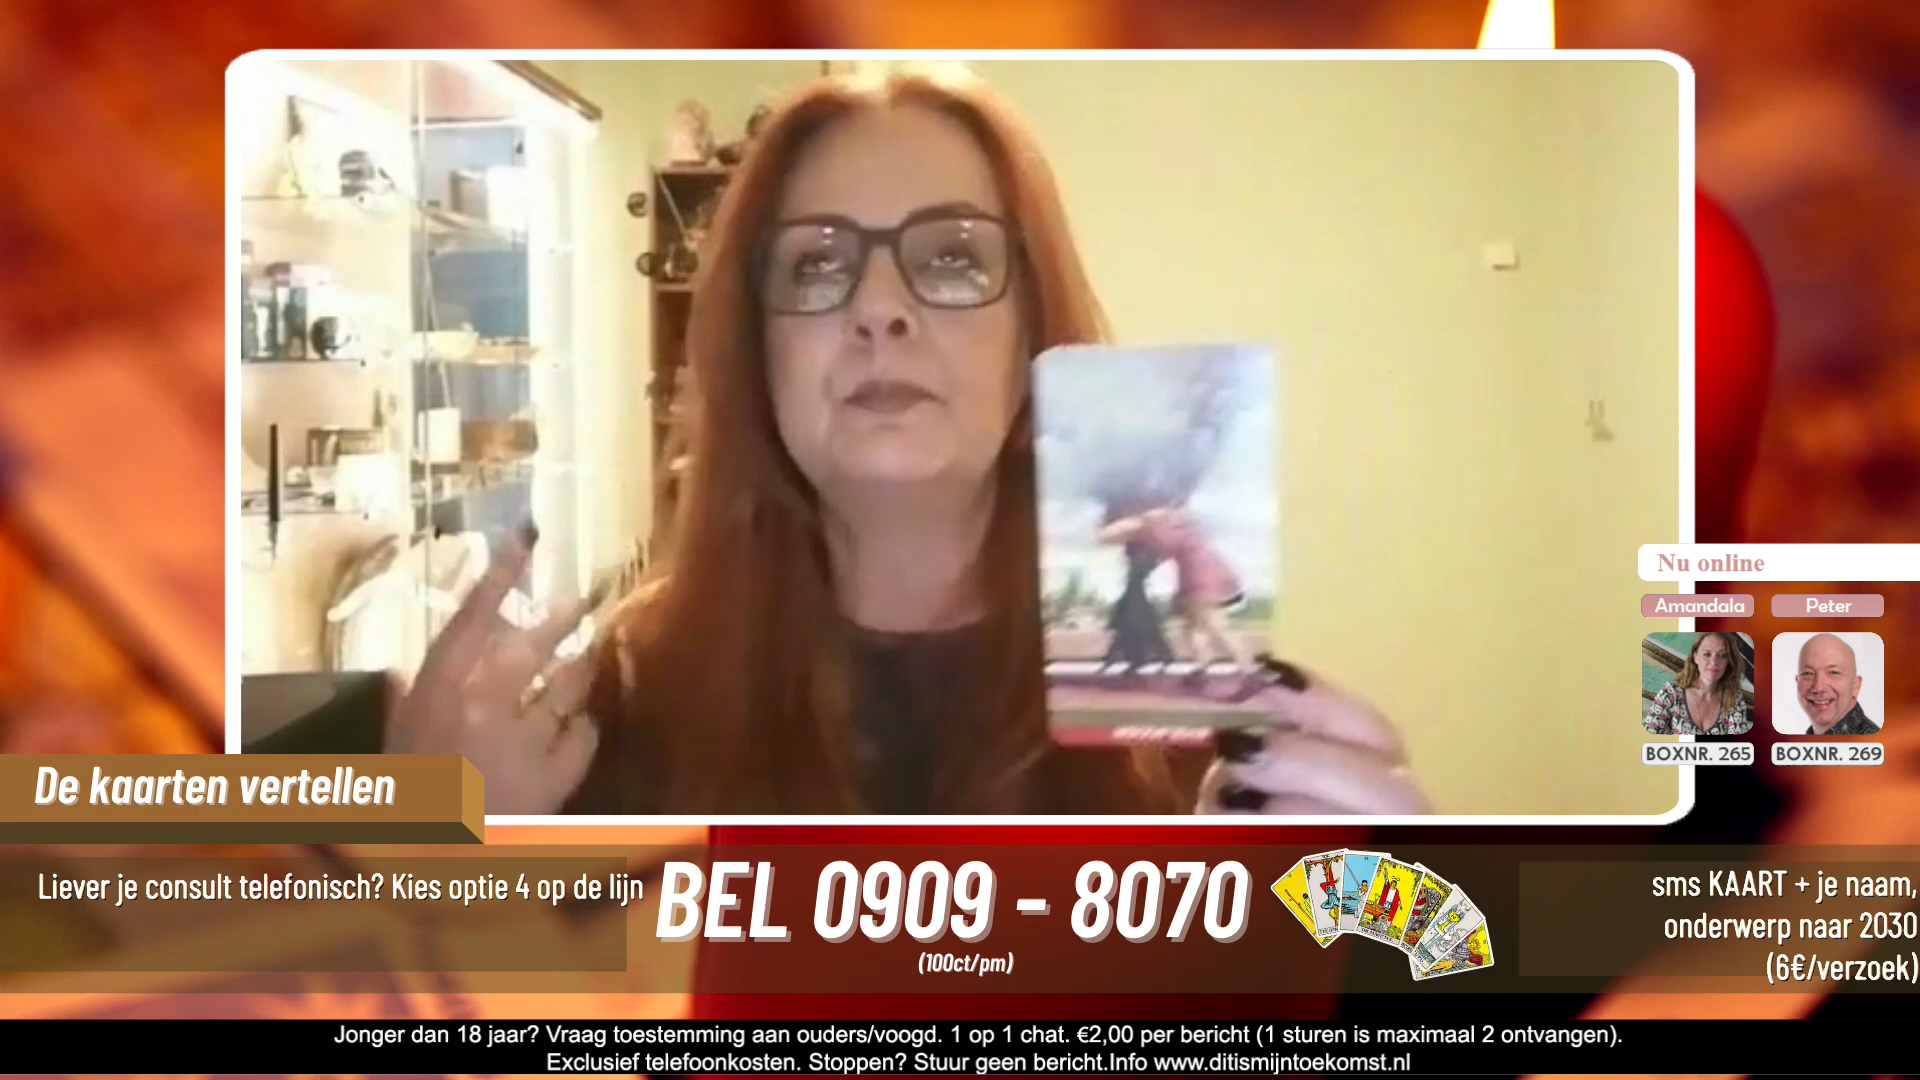 Nu online
Amandala
Peter
BOXNR. 265
BOXNR. 269
De kaarten vertellen
Liever je consult telefonisch? Kies optie 4 op de lijn
BEL 0909 - 8070
(100ct/pm)
sms KAART + je naam,
onderwerp naar 2030
(6€/verzoek)
Jonger dan 18 jaar? Vraag toestemming aan ouders/voogd. 1 op 1 chat. €2,00 per bericht (1 sturen is maximaal 2 ontvangen).
Exclusief telefoonkosten. Stoppen? Stuur geen bericht.Info www.ditismijntoekomst.nl